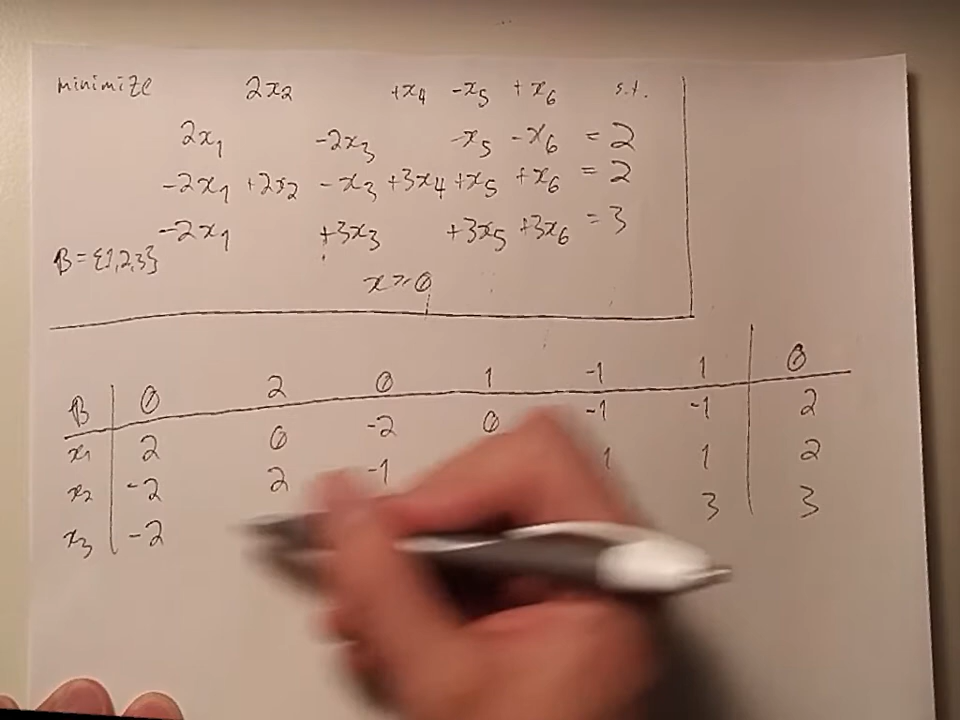 minimize 2x₂ +x₄ -x₅ +x₆ s.t.
2x₁ -2x₃ -x₅ -x₆ = 2
-2x₁ +2x₂ -x₃ +3x₄ +x₅ +x₆ = 2
-2x₁ +3x₃ +3x₅ +3x₆ = 3
B = {1,2,3}
x ≥ 0
B 0 2 0 1 -1 1 0
x₁ 2 0 -2 0 -1 -1 2
x₂ -2 2 -1 1 1 2
x₃ -2 3 3